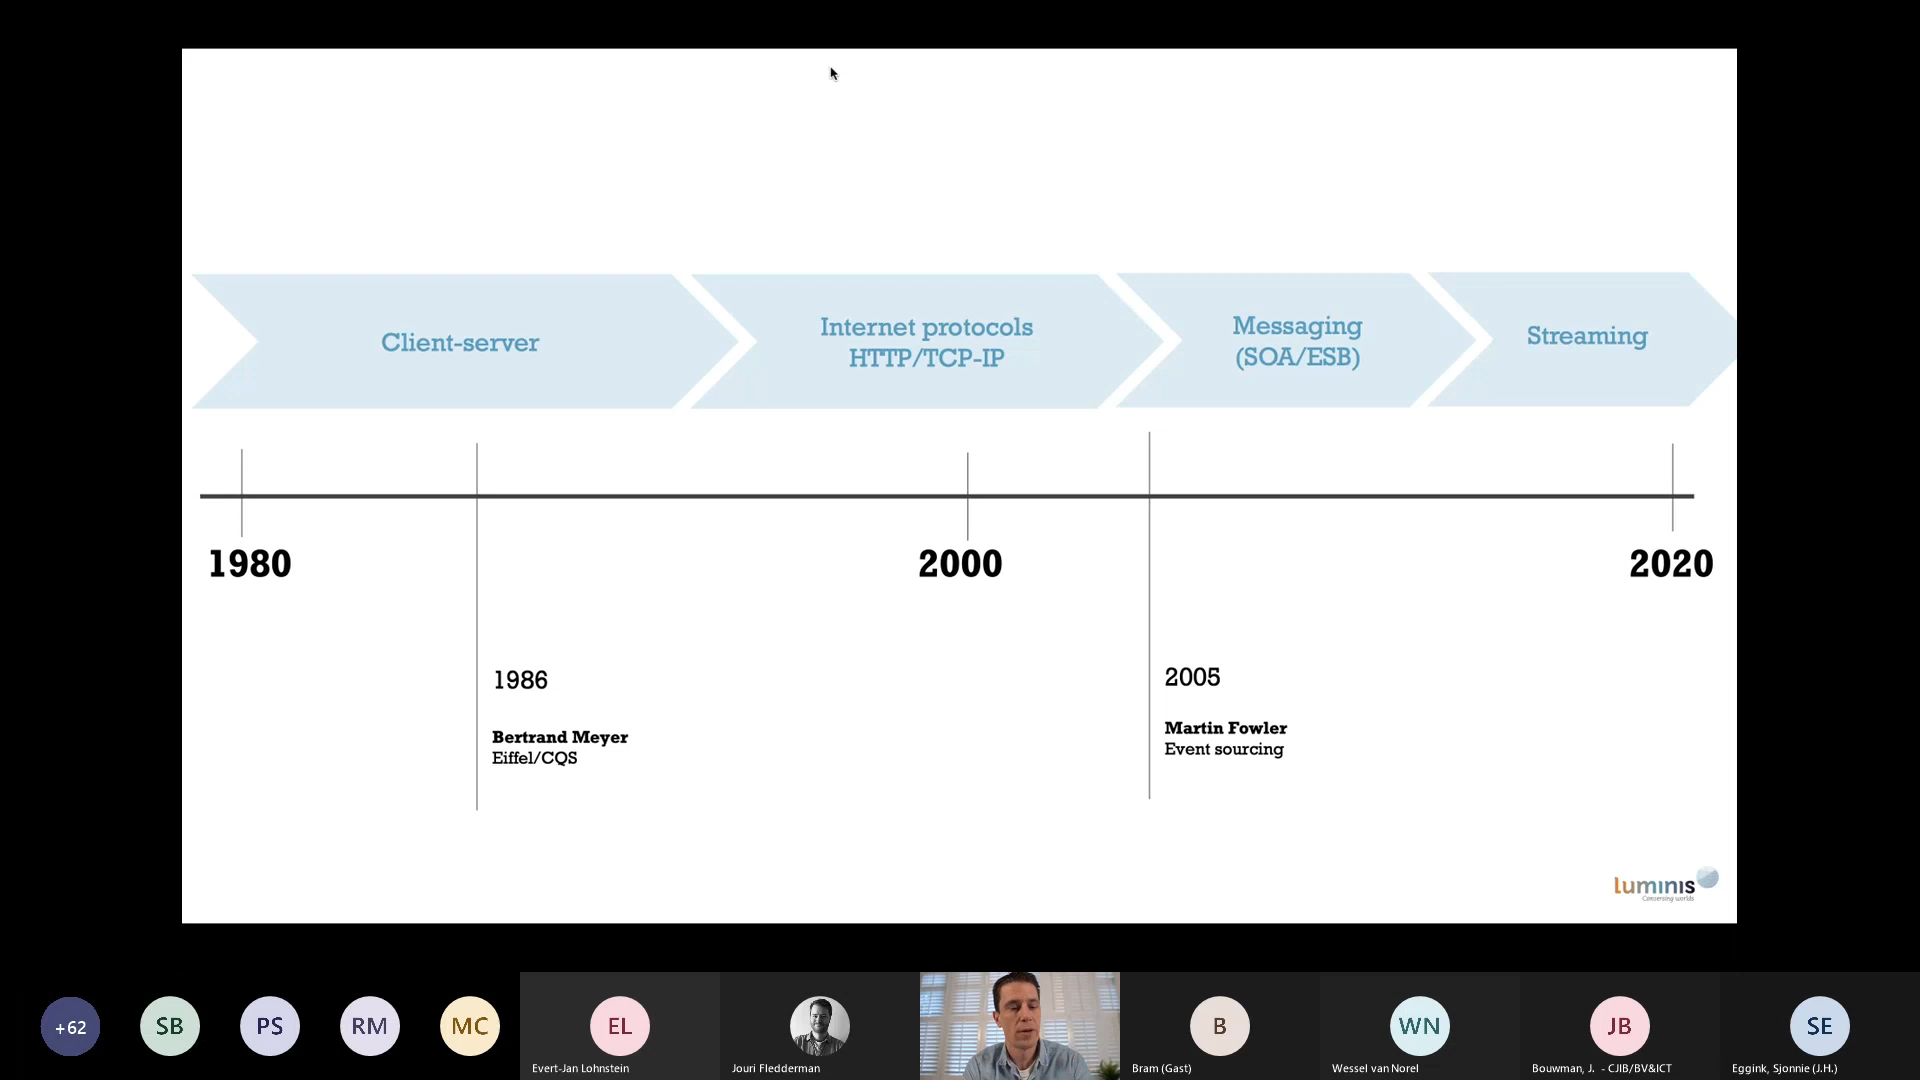 Client-server
Internet protocols
HTTP/TCP-IP
Messaging
(SOA/ESB)
Streaming
1980
2000
2020
1986
Bertrand Meyer
Eiffel/CQS
2005
Martin Fowler
Event sourcing
luminis
Conversing worlds
+62
SB
PS
RM
MC
EL
B
WN
JB
SE
Evert-Jan Lohnstein
Jouri Fledderman
Bram (Gast)
Wessel van Norel
Bouwman, J. - CJIB/BV&ICT
Eggink, Sjonnie (J.H.)